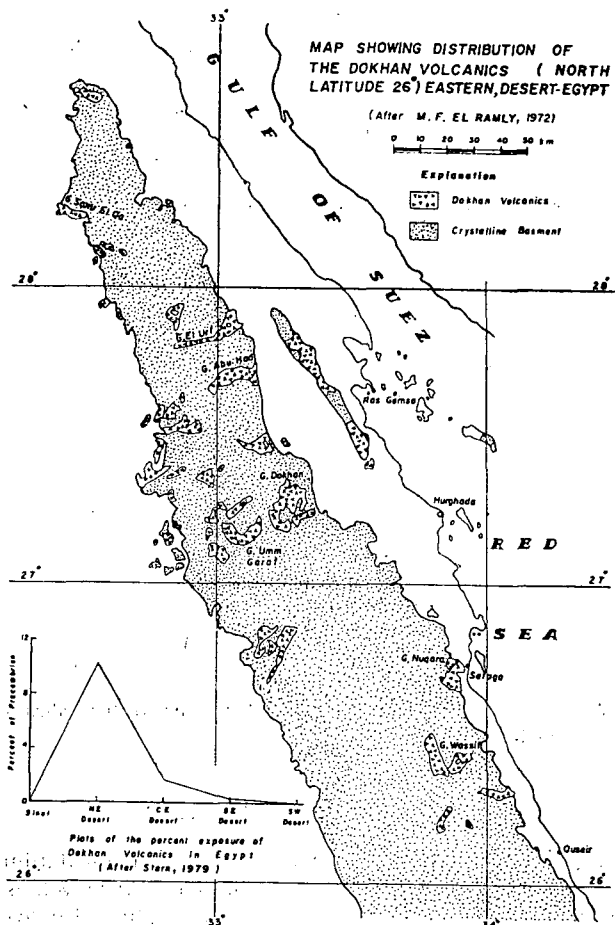 33°
MAP SHOWING DISTRIBUTION OF
THE DOKHAN VOLCANICS ( NORTH
LATITUDE 26°) EASTERN, DESERT-EGYPT
(After M. F. EL RAMLY, 1972)
0 10 20 30 40 50 km
Explanation
Dokhan Volcanics
Crystalline Basment
GULF OF SUEZ
28°
28°
G. El Urf
G. Abu-Had
Ras Gemsa
G. Dokhan
Hurghada
G. Umm
Garat
RED
27°
27°
SEA
G. Nuqara
Safaga
G. Wassif
Quseir
26°
26°
33°
34°
12
8
4
0
Percent of Precambrian
Sinai
N E
Desert
C E
Desert
S E
Desert
SW
Desert
Plots of the percent exposure of
Dokhan Volcanics in Egypt
( After Stern, 1979 )